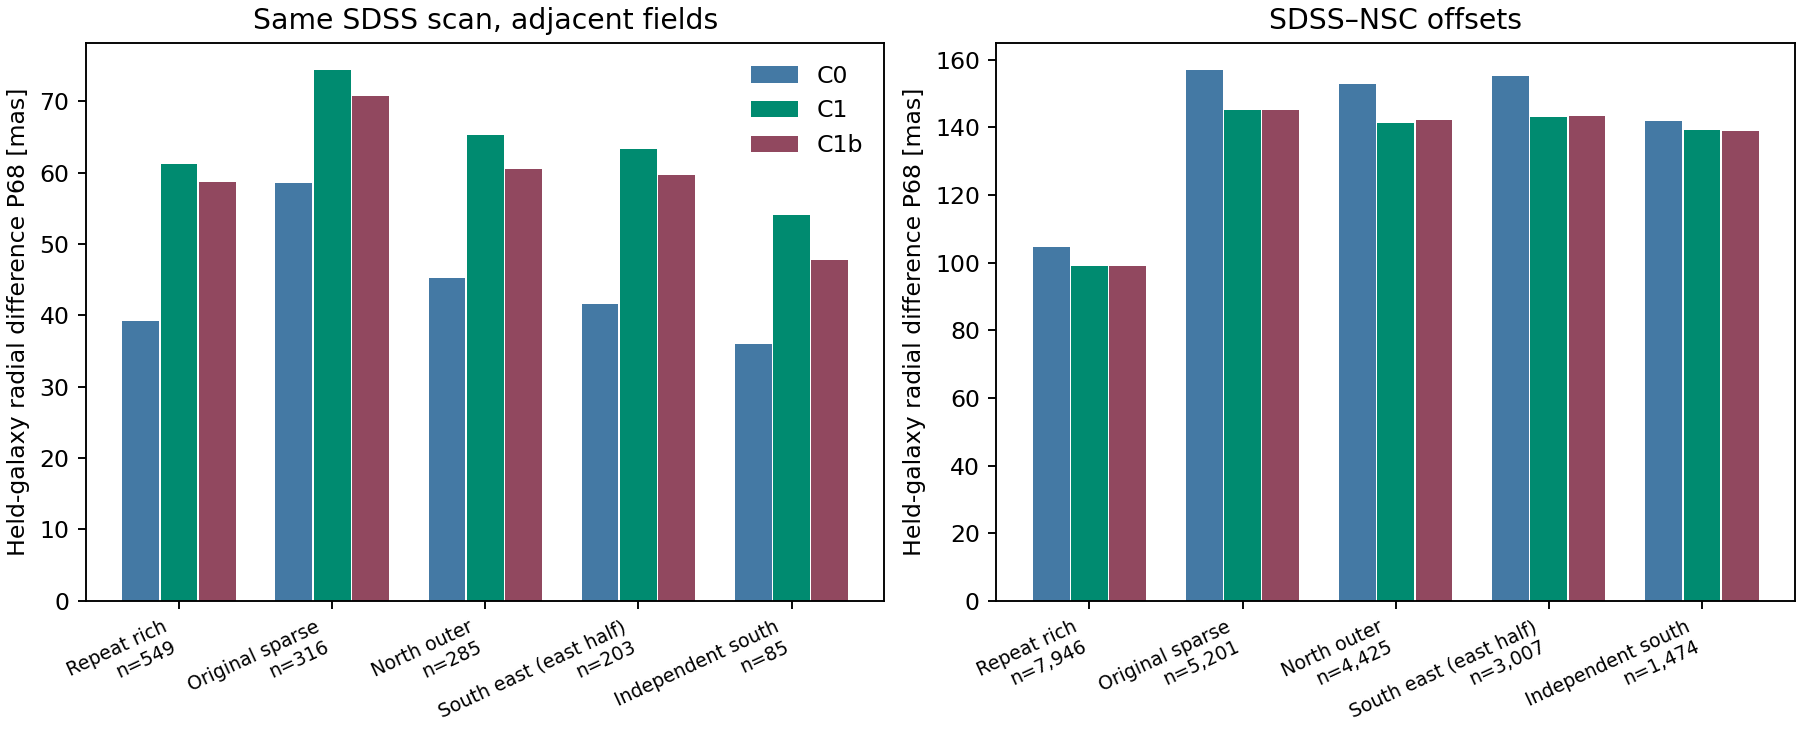 Same SDSS scan, adjacent fields
Held-galaxy radial difference P68 [mas]
70
60
50
40
30
20
10
0
C0
C1
C1b
Repeat rich
n=549
Original sparse
n=316
North outer
n=285
South east (east half)
n=203
Independent south
n=85
SDSS–NSC offsets
Held-galaxy radial difference P68 [mas]
160
140
120
100
80
60
40
20
0
Repeat rich
n=7,946
Original sparse
n=5,201
North outer
n=4,425
South east (east half)
n=3,007
Independent south
n=1,474